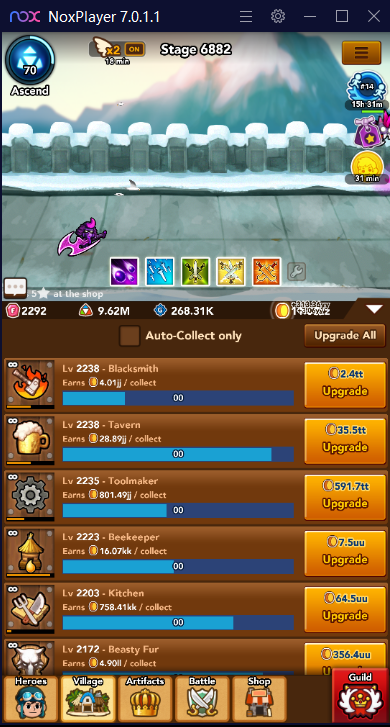 nox NoxPlayer 7.0.1.1
70
Ascend
x2 ON
18 min
Stage 6882
#14
15h 31m
31 min
5★ at the shop
2292
9.62M
268.31K
Auto-Collect only
Upgrade All
Lv 2238 - Blacksmith
Earns 4.01jj / collect
00
2.4tt
Upgrade
Lv 2238 - Tavern
Earns 28.89jj / collect
00
35.5tt
Upgrade
Lv 2235 - Toolmaker
Earns 801.49jj / collect
00
591.7tt
Upgrade
Lv 2223 - Beekeeper
Earns 16.07kk / collect
00
7.5uu
Upgrade
Lv 2203 - Kitchen
Earns 758.41kk / collect
00
64.5uu
Upgrade
Lv 2172 - Beasty Fur
Earns 4.90ll / collect
356.4uu
Heroes
Village
Artifacts
Battle
Shop
Guild